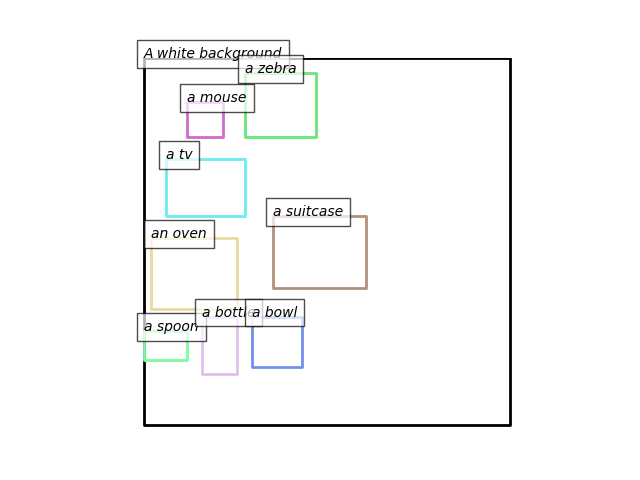 A white background
a zebra
a mouse
a tv
a suitcase
an oven
a bottle
a bowl
a spoon